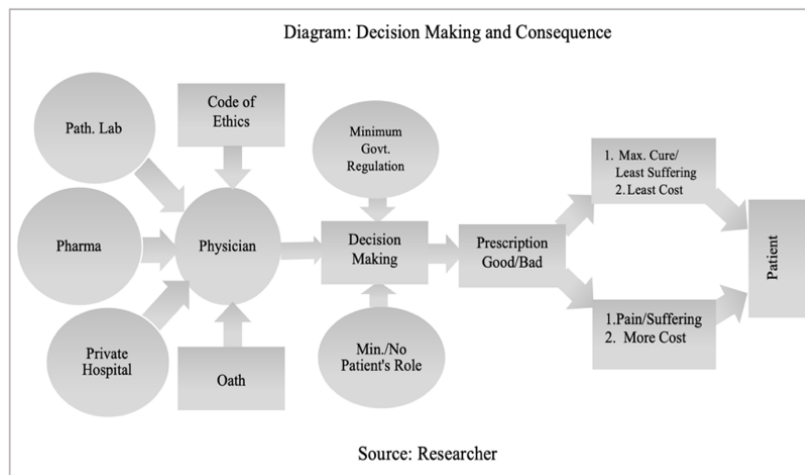 Diagram: Decision Making and Consequence
Path. Lab
Code of
Ethics
Minimum
Govt.
Regulation
1. Max. Cure/
Least Suffering
2. Least Cost
Pharma
Physician
Decision
Making
Prescription
Good/Bad
Patient
Private
Hospital
Oath
Min./No
Patient's Role
1.Pain/Suffering
2. More Cost
Source: Researcher